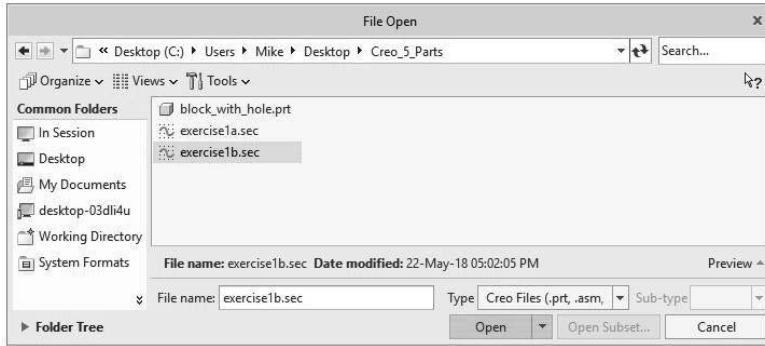 File Open
« Desktop (C:) Users Mike Desktop Creo_5_Parts Search...
Organize Views Tools
Common Folders
In Session
Desktop
My Documents
desktop-03dli4u
Working Directory
System Formats
block_with_hole.prt
exercise1a.sec
exercise1b.sec
File name: exercise1b.sec Date modified: 22-May-18 05:02:05 PM Preview
File name: exercise1b.sec Type Creo Files (.prt, .asm, Sub-type
Folder Tree Open Open Subset... Cancel